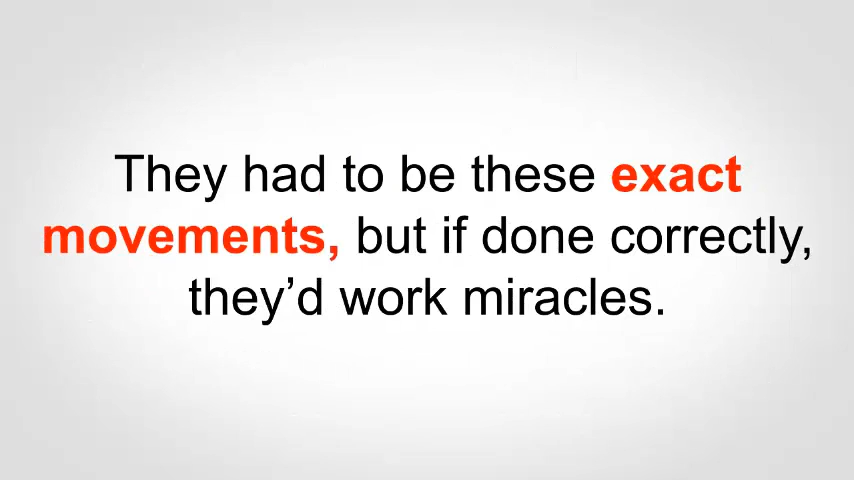 They had to be these exact
movements, but if done correctly,
they’d work miracles.